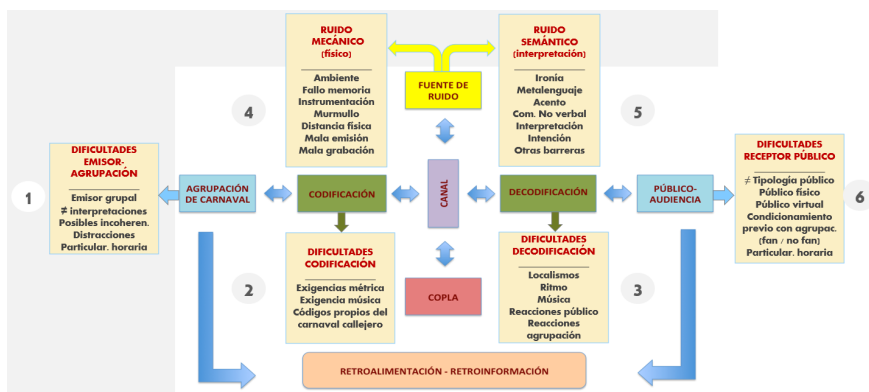 RUIDO
MECÁNICO
(físico)
Ambiente
Fallo memoria
Instrumentación
Murmullo
Distancia física
Mala emisión
Mala grabación
4
FUENTE DE
RUIDO
RUIDO
SEMÁNTICO
(interpretación)
Ironía
Metalenguaje
Acento
Com. No verbal
Interpretación
Intención
Otras barreras
5
1
DIFICULTADES
EMISOR-
AGRUPACIÓN
Emisor grupal
≠ interpretaciones
Posibles incoheren.
Distracciones
Particular. horaria
AGRUPACIÓN
DE CARNAVAL
CODIFICACIÓN
CANAL
DECODIFICACIÓN
PÚBLICO-
AUDIENCIA
DIFICULTADES
RECEPTOR PÚBLICO
≠ Tipología público
Público físico
Público virtual
Condicionamiento
previo con agrupac.
(fan / no fan)
Particular. horaria
6
2
DIFICULTADES
CODIFICACIÓN
Exigencias métrica
Exigencia música
Códigos propios del
carnaval callejero
COPLA
DIFICULTADES
DECODIFICACIÓN
Localismos
Ritmo
Música
Reacciones público
Reacciones
agrupación
3
RETROALIMENTACIÓN - RETROINFORMACIÓN